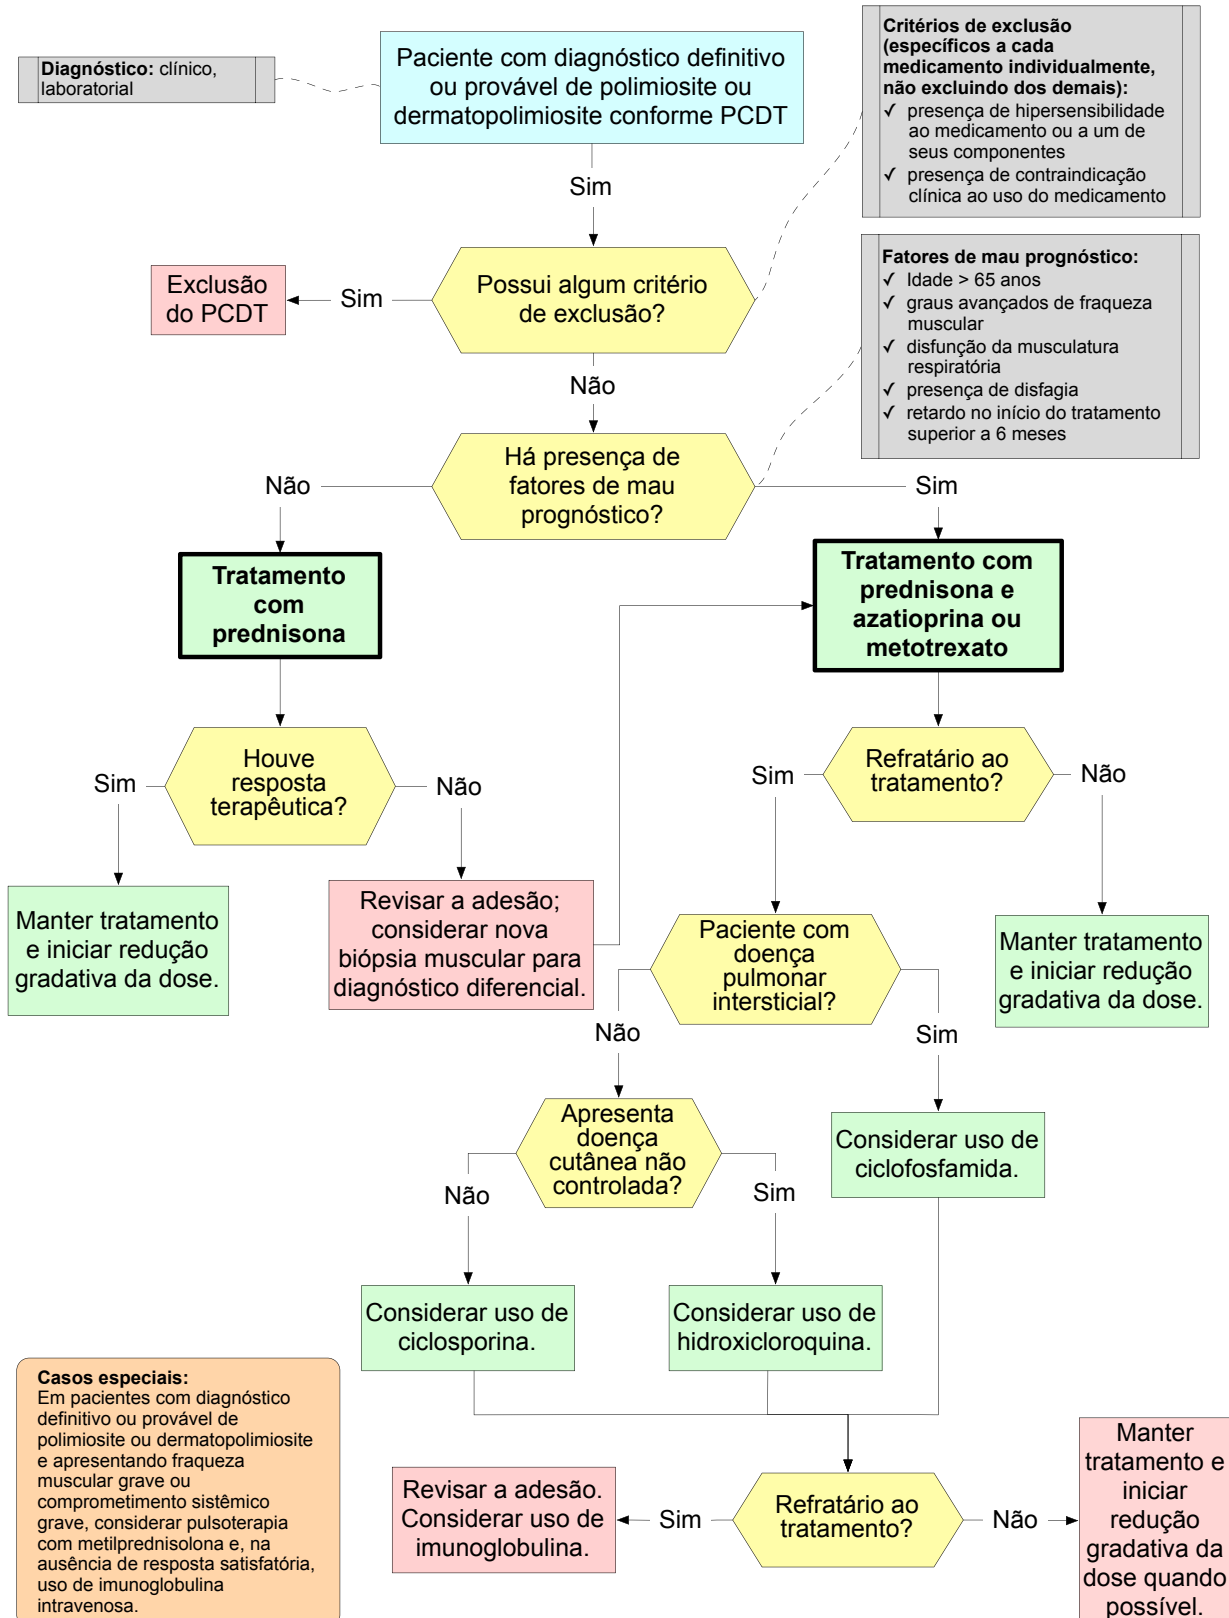 Diagnóstico: clínico,
laboratorial
Paciente com diagnóstico definitivo
ou provável de polimiosite ou
dermatopolimiosite conforme PCDT
Critérios de exclusão
(específicos a cada
medicamento individualmente,
não excluindo dos demais):
✓ presença de hipersensibilidade
ao medicamento ou a um de
seus componentes
✓ presença de contraindicação
clínica ao uso do medicamento
Sim
Fatores de mau prognóstico:
✓ Idade > 65 anos
✓ graus avançados de fraqueza
muscular
✓ disfunção da musculatura
respiratória
✓ presença de disfagia
✓ retardo no início do tratamento
superior a 6 meses
Possui algum critério
de exclusão?
Sim
Exclusão
do PCDT
Não
Há presença de
fatores de mau
prognóstico?
Não
Sim
Tratamento
com
prednisona
Tratamento com
prednisona e
azatioprina ou
metotrexato
Houve
resposta
terapêutica?
Sim
Não
Refratário ao
tratamento?
Sim
Não
Manter tratamento
e iniciar redução
gradativa da dose.
Revisar a adesão;
considerar nova
biópsia muscular para
diagnóstico diferencial.
Paciente com
doença
pulmonar
intersticial?
Manter tratamento
e iniciar redução
gradativa da dose.
Não
Sim
Apresenta
doença
cutânea não
controlada?
Considerar uso de
ciclofosfamida.
Não
Sim
Considerar uso de
ciclosporina.
Considerar uso de
hidroxicloroquina.
Casos especiais:
Em pacientes com diagnóstico
definitivo ou provável de
polimiosite ou dermatopolimiosite
e apresentando fraqueza
muscular grave ou
comprometimento sistêmico
grave, considerar pulsoterapia
com metilprednisolona e, na
ausência de resposta satisfatória,
uso de imunoglobulina
intravenosa.
Revisar a adesão.
Considerar uso de
imunoglobulina.
Sim
Refratário ao
tratamento?
Não
Manter
tratamento e
iniciar
redução
gradativa da
dose quando
possível.